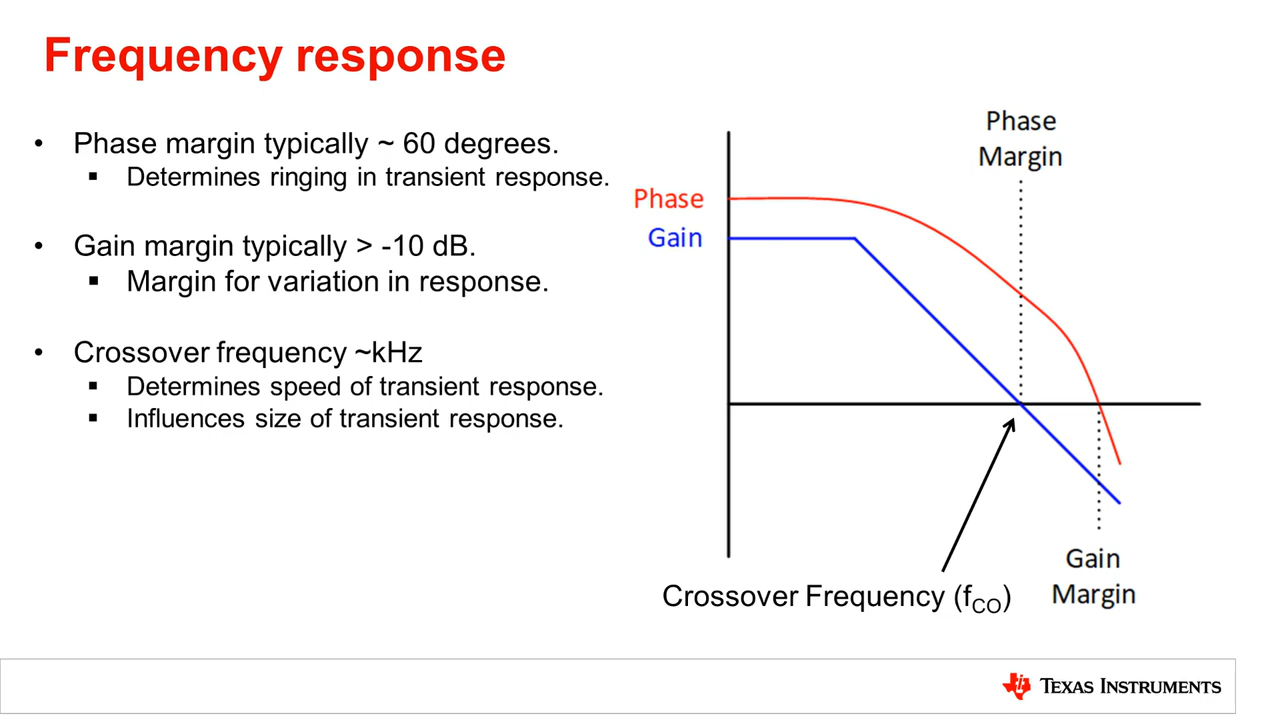 Frequency response
• Phase margin typically ~ 60 degrees.
▪ Determines ringing in transient response.
• Gain margin typically > -10 dB.
▪ Margin for variation in response.
• Crossover frequency ~kHz
▪ Determines speed of transient response.
▪ Influences size of transient response.
Phase
Margin
Phase
Gain
Crossover Frequency (fCO)
Gain
Margin
TEXAS INSTRUMENTS